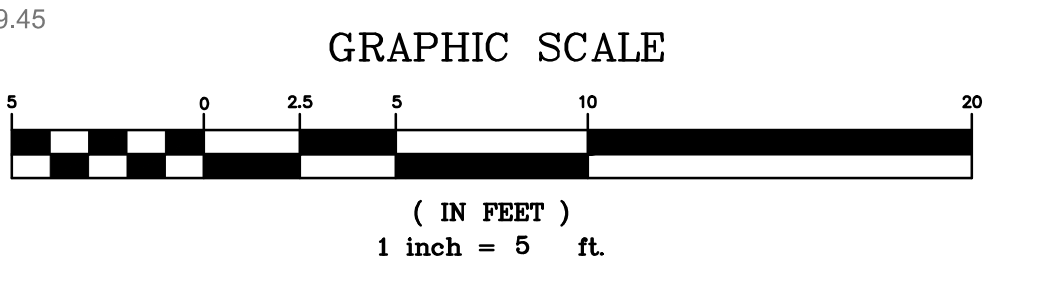 9.45
GRAPHIC SCALE
5 0 2.5 5 10 20
( IN FEET )
1 inch = 5 ft.